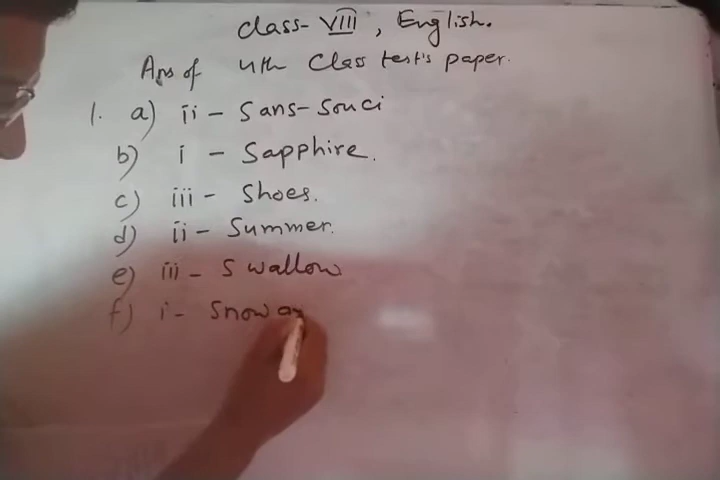 class- VIII, English.
Ans of 4th Class test's paper.
1. a) ii - Sans-Souci
b) i - Sapphire.
c) iii - Shoes.
d) ii - Summer.
e) iii - Swallow
f) i - Snow